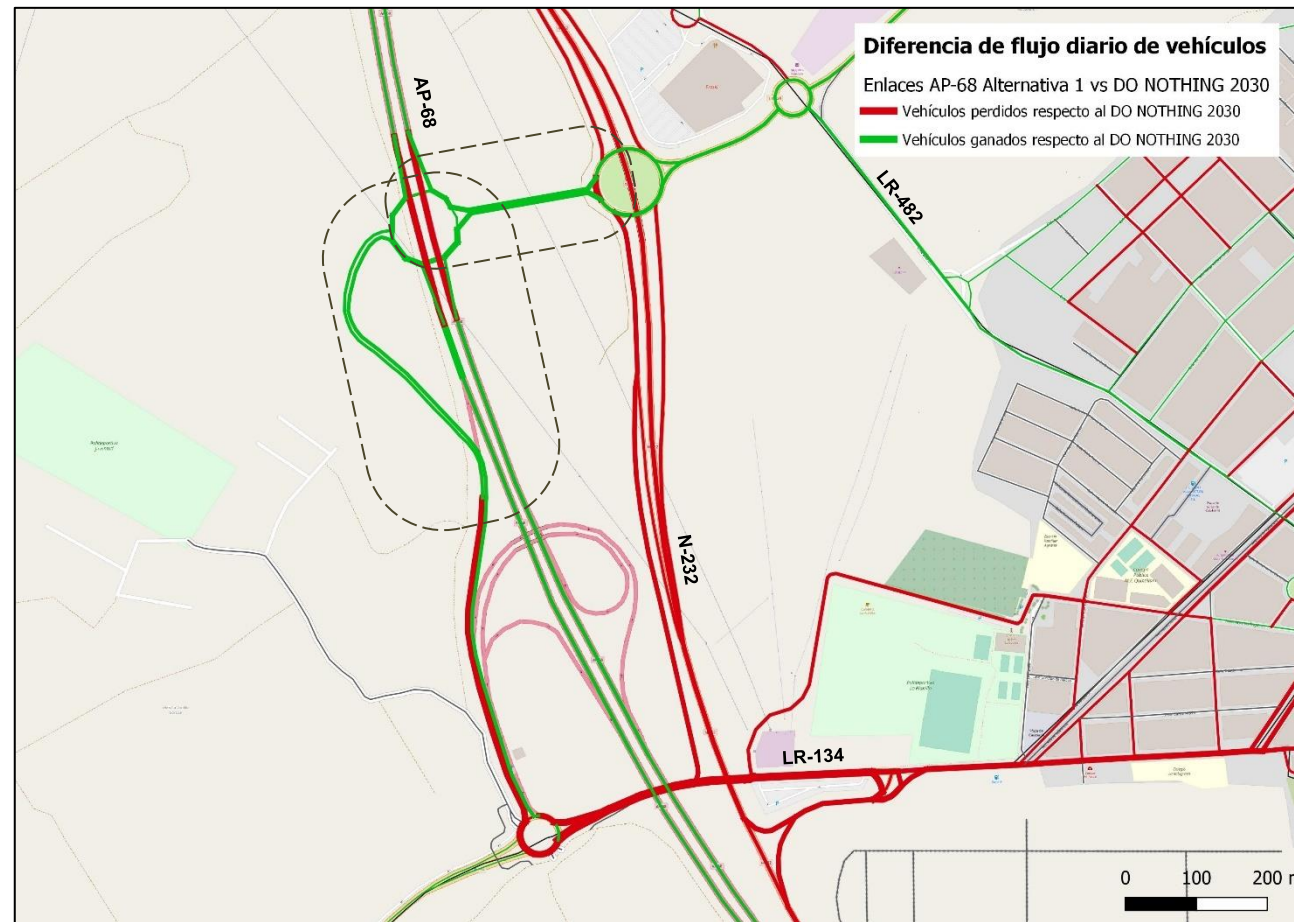 Diferencia de flujo diario de vehículos
Enlaces AP-68 Alternativa 1 vs DO NOTHING 2030
Vehículos perdidos respecto al DO NOTHING 2030
Vehículos ganados respecto al DO NOTHING 2030
AP-68
LR-482
N-232
LR-134
0 100 200 m